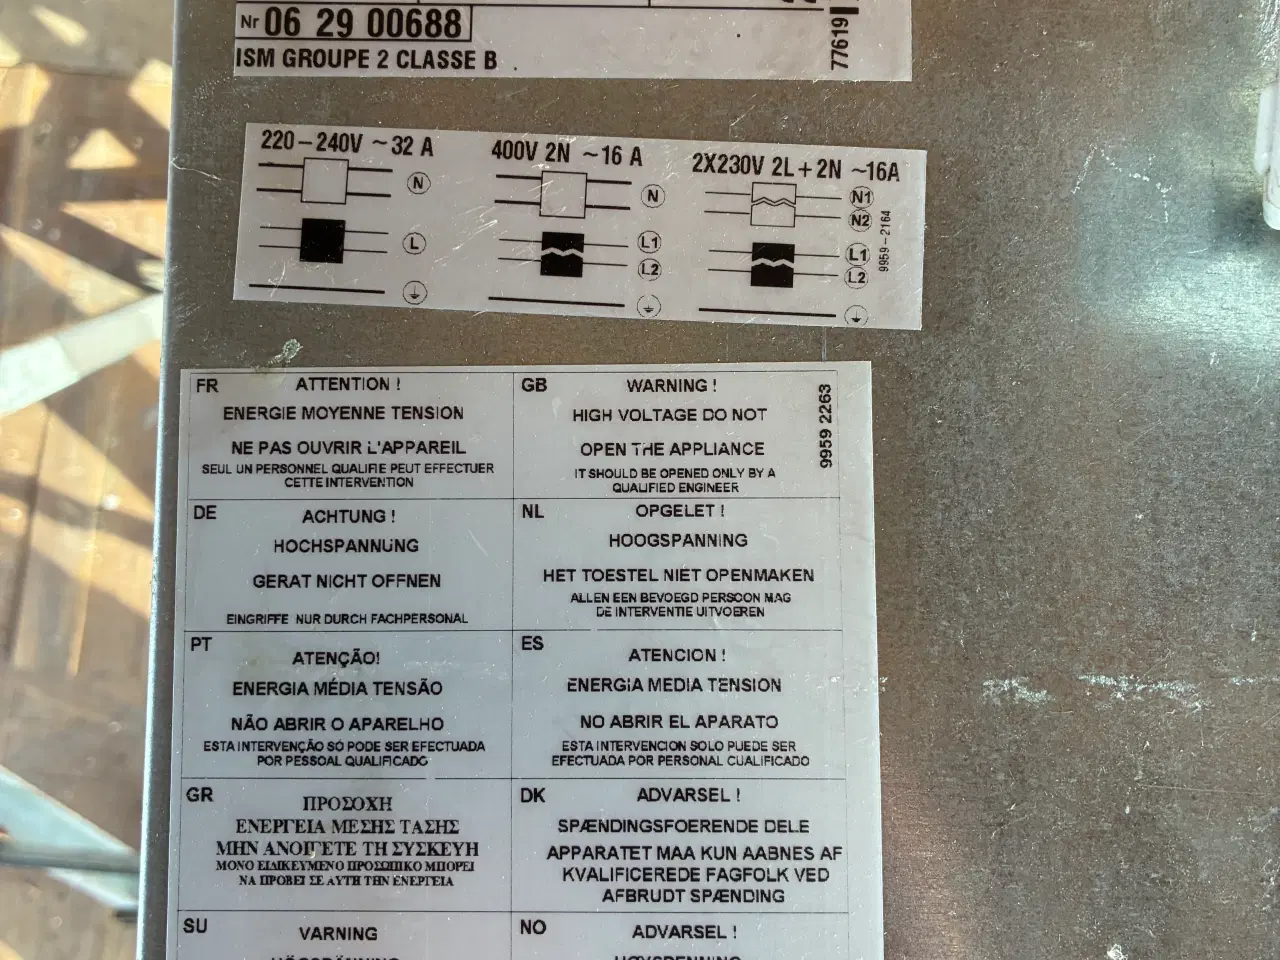 Nr 06 29 00688
ISM GROUPE 2 CLASSE B
77619
220-240V ~32 A
N
L
400V 2N ~16 A
N
L1
L2
2X230V 2L+2N ~16A
N1
N2
L1
L2
9959-2164
FR
ATTENTION !
ENERGIE MOYENNE TENSION
NE PAS OUVRIR L'APPAREIL
SEUL UN PERSONNEL QUALIFIE PEUT EFFECTUER
CETTE INTERVENTION
GB
WARNING !
HIGH VOLTAGE DO NOT
OPEN THE APPLIANCE
IT SHOULD BE OPENED ONLY BY A
QUALIFIED ENGINEER
9959 2263
DE
ACHTUNG !
HOCHSPANNUNG
GERAT NICHT OFFNEN
EINGRIFFE NUR DURCH FACHPERSONAL
NL
OPGELET !
HOOGSPANNING
HET TOESTEL NIET OPENMAKEN
ALLEN EEN BEVOEGD PERSOON MAG
DE INTERVENTIE UITVOEREN
PT
ATENÇÃO!
ENERGIA MÉDIA TENSÃO
NÃO ABRIR O APARELHO
ESTA INTERVENÇÃO SÓ PODE SER EFECTUADA
POR PESSOAL QUALIFICADO
ES
ATENCION !
ENERGIA MEDIA TENSION
NO ABRIR EL APARATO
ESTA INTERVENCION SOLO PUEDE SER
EFECTUADA POR PERSONAL CUALIFICADO
GR
ΠΡΟΣΟΧΗ
ΕΝΕΡΓΕΙΑ ΜΕΣΗΣ ΤΑΣΗΣ
ΜΗΝ ΑΝΟΙΓΕΤΕ ΤΗ ΣΥΣΚΕΥΗ
ΜΟΝΟ ΕΙΔΙΚΕΥΜΕΝΟ ΠΡΟΣΩΠΙΚΟ ΜΠΟΡΕΙ
ΝΑ ΠΡΟΒΕΙ ΣΕ ΑΥΤΗ ΤΗΝ ΕΝΕΡΓΕΙΑ
DK
ADVARSEL !
SPÆNDINGSFOERENDE DELE
APPARATET MAA KUN AABNES AF
KVALIFICEREDE FAGFOLK VED
AFBRUDT SPÆNDING
SU
VARNING
HÖGSPÄNNING
NO
ADVARSEL !